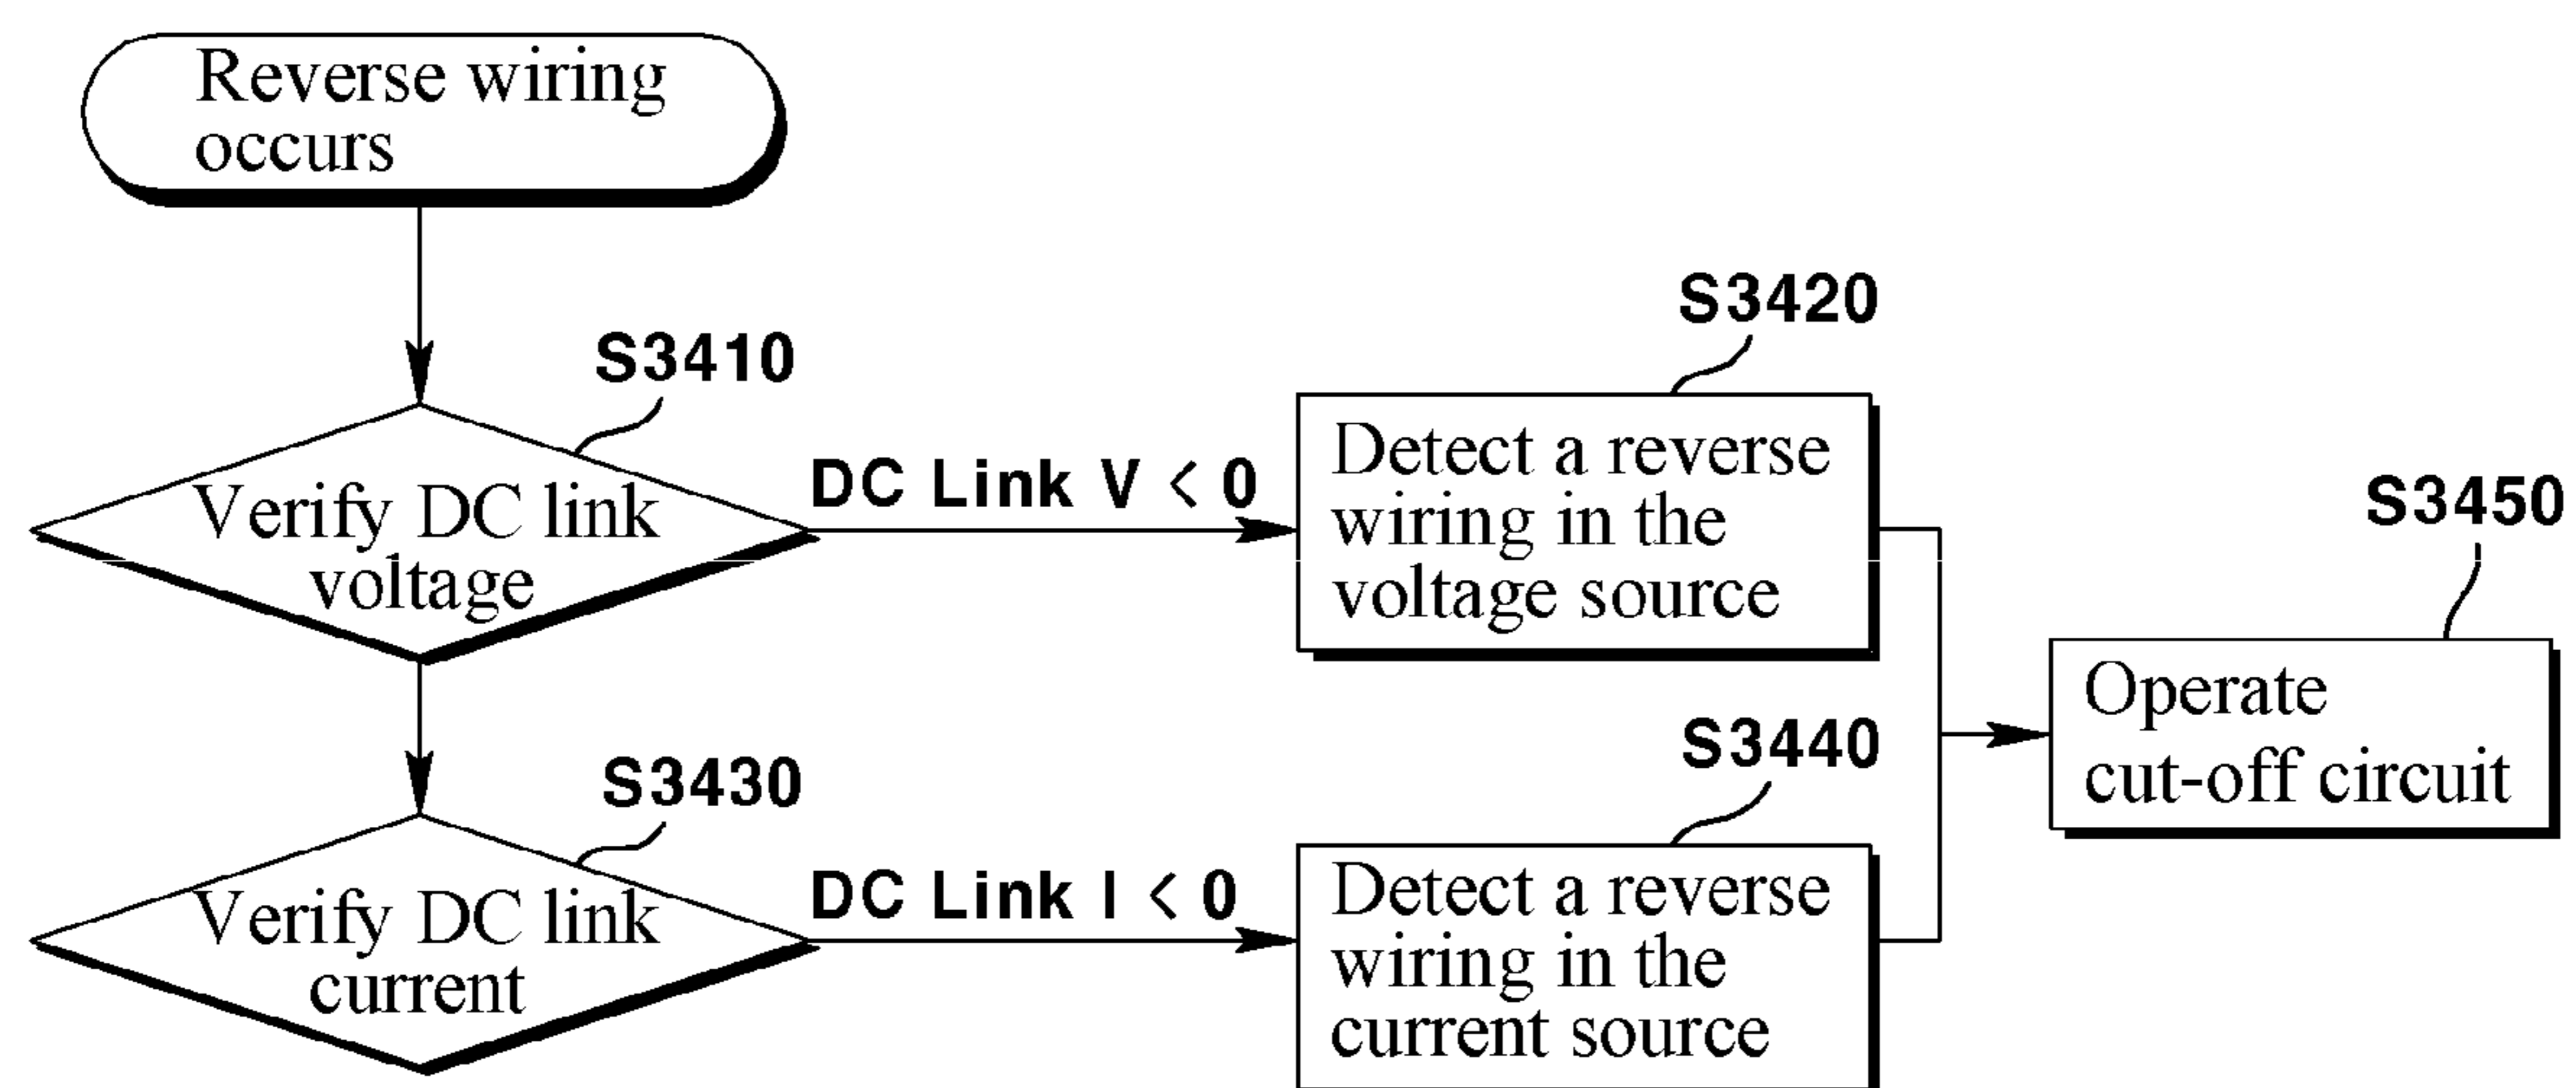 Reverse wiring
occurs
S3410
Verify DC link
voltage
DC Link V < 0
S3420
Detect a reverse
wiring in the
voltage source
S3430
Verify DC link
current
DC Link I < 0
S3440
Detect a reverse
wiring in the
current source
S3450
Operate
cut-off circuit